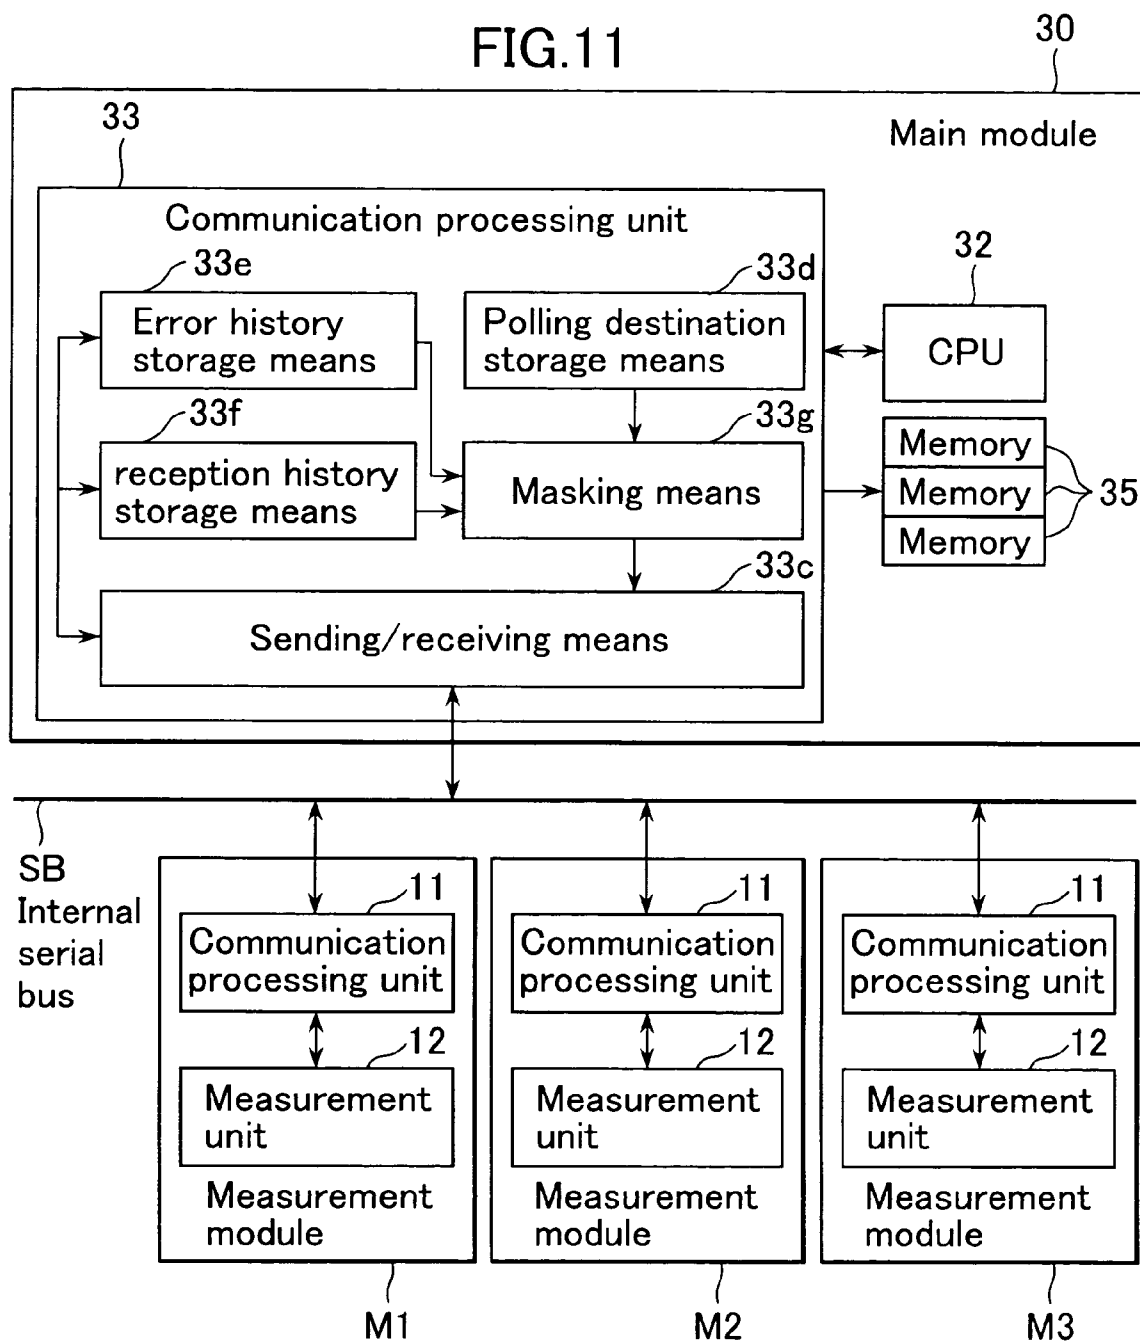 FIG.11
30
Main module
33
Communication processing unit
33e
Error history
storage means
33d
Polling destination
storage means
32
CPU
33f
reception history
storage means
33g
Masking means
Memory
Memory
Memory
35
33c
Sending/receiving means
SB
Internal
serial
bus
11
Communication
processing unit
12
Measurement
unit
Measurement
module
M1
11
Communication
processing unit
12
Measurement
unit
Measurement
module
M2
11
Communication
processing unit
12
Measurement
unit
Measurement
module
M3